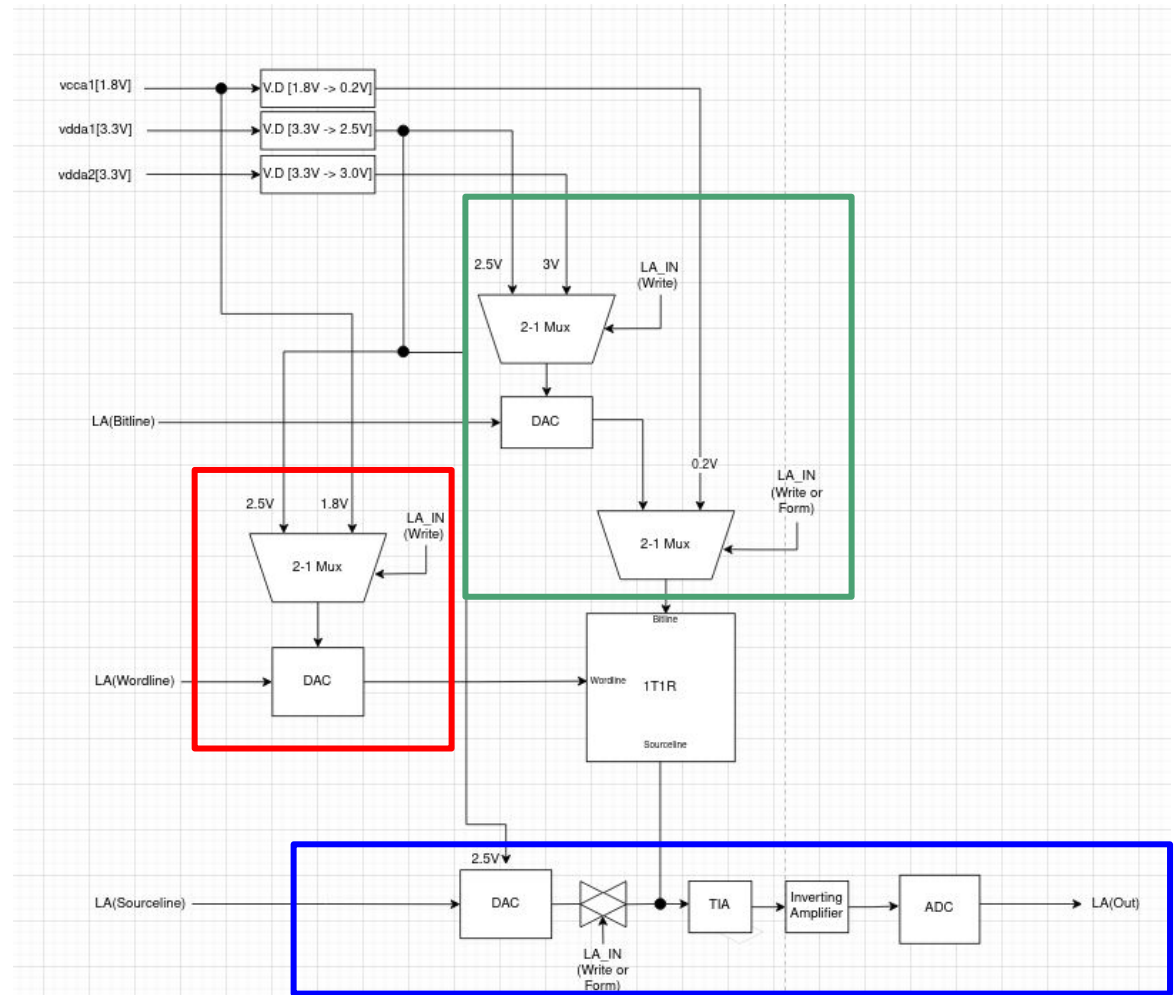 vcca1[1.8V]
V.D [1.8V -> 0.2V]
vdda1[3.3V]
V.D [3.3V -> 2.5V]
vdda2[3.3V]
V.D [3.3V -> 3.0V]
2.5V
3V
LA_IN
(Write)
2-1 Mux
LA(Bitline)
DAC
0.2V
LA_IN
(Write or
Form)
2-1 Mux
2.5V
1.8V
LA_IN
(Write)
2-1 Mux
LA(Wordline)
DAC
Bitline
Wordline
1T1R
Sourceline
2.5V
LA(Sourceline)
DAC
LA_IN
(Write or
Form)
TIA
Inverting
Amplifier
ADC
LA(Out)